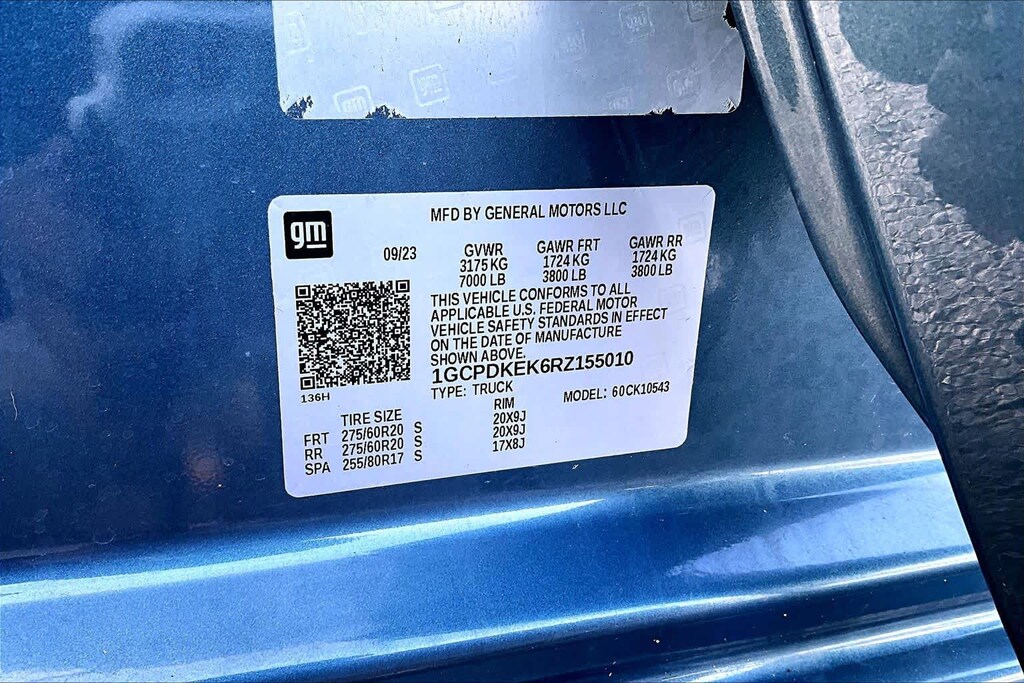 gm
gm
gm
MFD BY GENERAL MOTORS LLC
09/23
GVWR GAWR FRT GAWR RR
3175 KG 1724 KG 1724 KG
7000 LB 3800 LB 3800 LB
THIS VEHICLE CONFORMS TO ALL
APPLICABLE U.S. FEDERAL MOTOR
VEHICLE SAFETY STANDARDS IN EFFECT
ON THE DATE OF MANUFACTURE
SHOWN ABOVE.
1GCPDKEK6RZ155010
TYPE: TRUCK MODEL: 60CK10543
136H
TIRE SIZE RIM
FRT 275/60R20 S 20X9J
RR 275/60R20 S 20X9J
SPA 255/80R17 S 17X8J